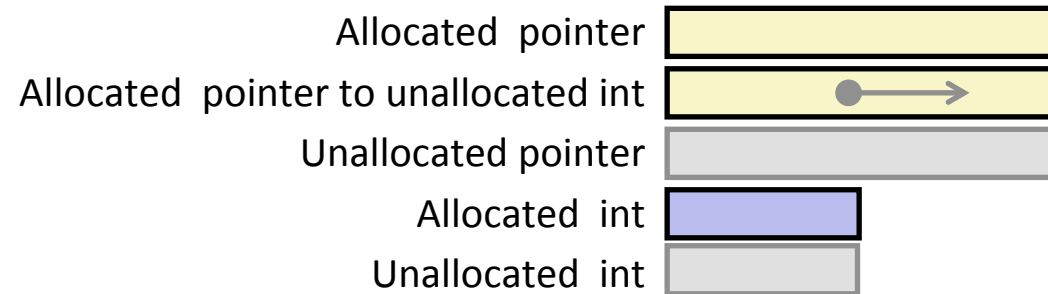 Allocated pointer
Allocated pointer to unallocated int
Unallocated pointer
Allocated int
Unallocated int